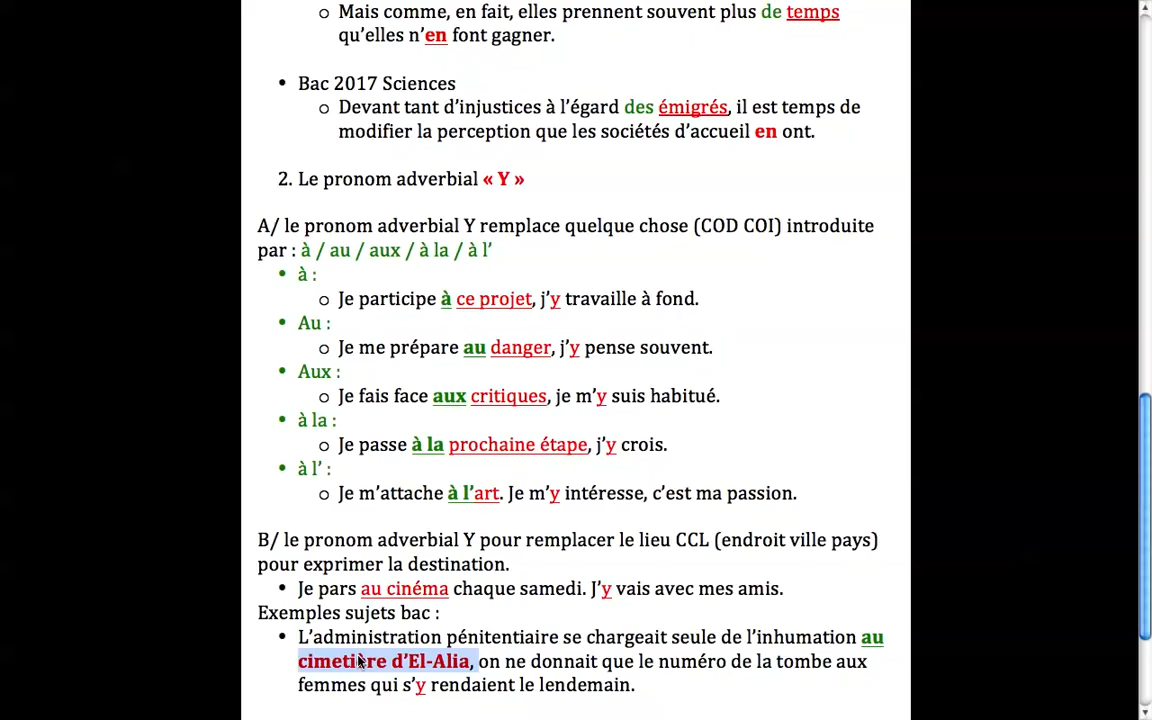 Mais comme, en fait, elles prennent souvent plus de temps
qu’elles n’en font gagner.
Bac 2017 Sciences
Devant tant d’injustices à l’égard des émigrés, il est temps de
modifier la perception que les sociétés d’accueil en ont.
2. Le pronom adverbial « Y »
A/ le pronom adverbial Y remplace quelque chose (COD COI) introduite
par : à / au / aux / à la / à l’
à :
Je participe à ce projet, j’y travaille à fond.
Au :
Je me prépare au danger, j’y pense souvent.
Aux :
Je fais face aux critiques, je m’y suis habitué.
à la :
Je passe à la prochaine étape, j’y crois.
à l’ :
Je m’attache à l’art. Je m’y intéresse, c’est ma passion.
B/ le pronom adverbial Y pour remplacer le lieu CCL (endroit ville pays)
pour exprimer la destination.
Je pars au cinéma chaque samedi. J’y vais avec mes amis.
Exemples sujets bac :
L’administration pénitentiaire se chargeait seule de l’inhumation au
cimetière d’El-Alia, on ne donnait que le numéro de la tombe aux
femmes qui s’y rendaient le lendemain.